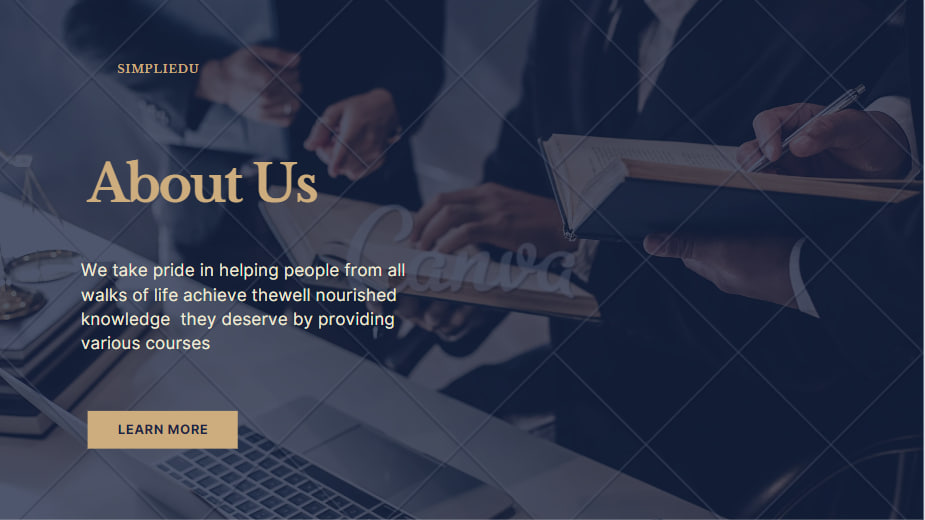 SIMPLIEDU
About Us
Canva
We take pride in helping people from all
walks of life achieve thewell nourished
knowledge  they deserve by providing
various courses
LEARN MORE